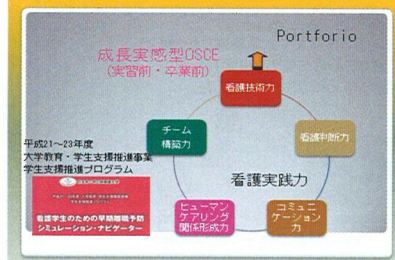 Portforio
成長実感型OSCE
(実習前・卒業前)
看護技術力
チーム
構築力
看護判断力
平成21~23年度
大学教育・学生支援推進事業
学生支援推進プログラム
看護実践力
看護学生のための早期離職予防
シミュレーション・ナビゲーター
ヒューマン
ケアリング
関係形成力
コミュニ
ケーション
力